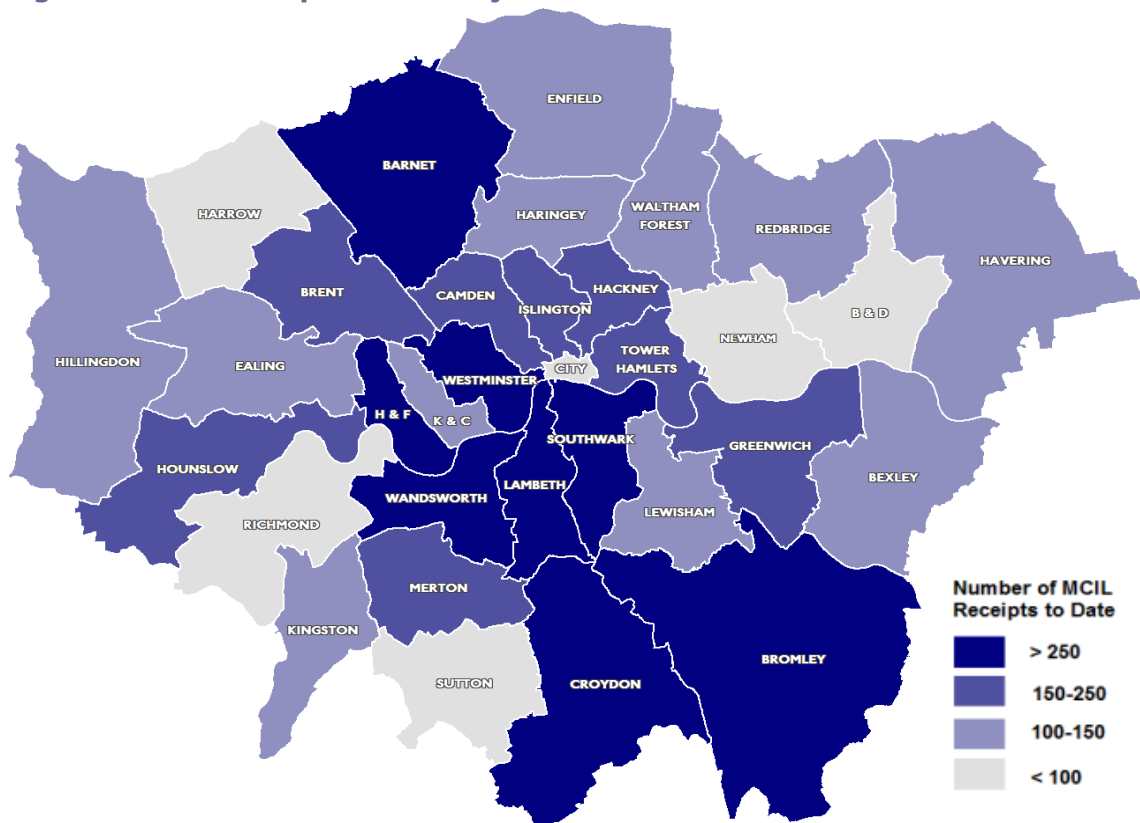 ENFIELD
BARNET
HARROW
HARINGEY
WALTHAM
FOREST
REDBRIDGE
HAVERING
BRENT
CAMDEN
ISLINGTON
HACKNEY
B & D
NEWHAM
HILLINGDON
EALING
WESTMINSTER
CITY
TOWER
HAMLETS
H & F
K & C
SOUTHWARK
GREENWICH
HOUNSLOW
BEXLEY
WANDSWORTH
LAMBETH
LEWISHAM
RICHMOND
MERTON
KINGSTON
SUTTON
CROYDON
BROMLEY
Number of MCIL
Receipts to Date
> 250
150-250
100-150
< 100